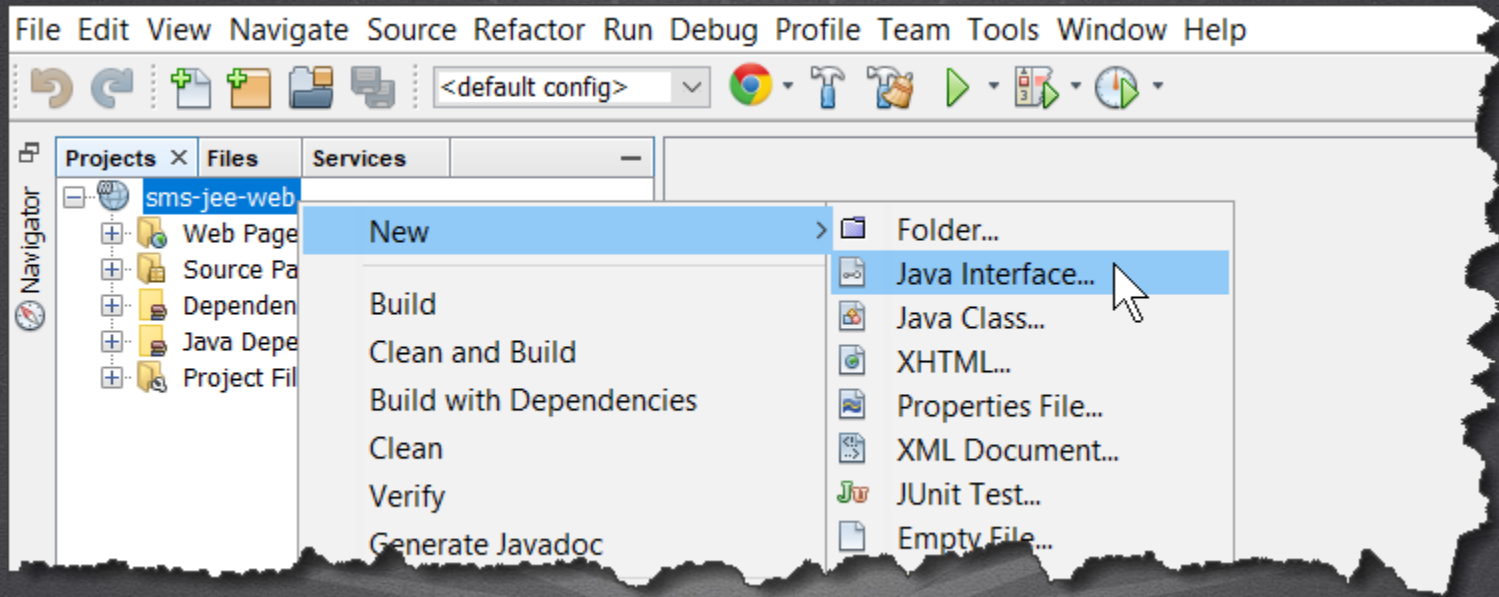 File Edit View Navigate Source Refactor Run Debug Profile Team Tools Window Help
<default config>
Projects Files Services
Navigator
sms-jee-web
Web Page
Source Pa
Dependen
Java Depe
Project Fil
New
Build
Clean and Build
Build with Dependencies
Clean
Verify
Generate Javadoc
Folder...
Java Interface...
Java Class...
XHTML...
Properties File...
XML Document...
JUnit Test...
Empty File...